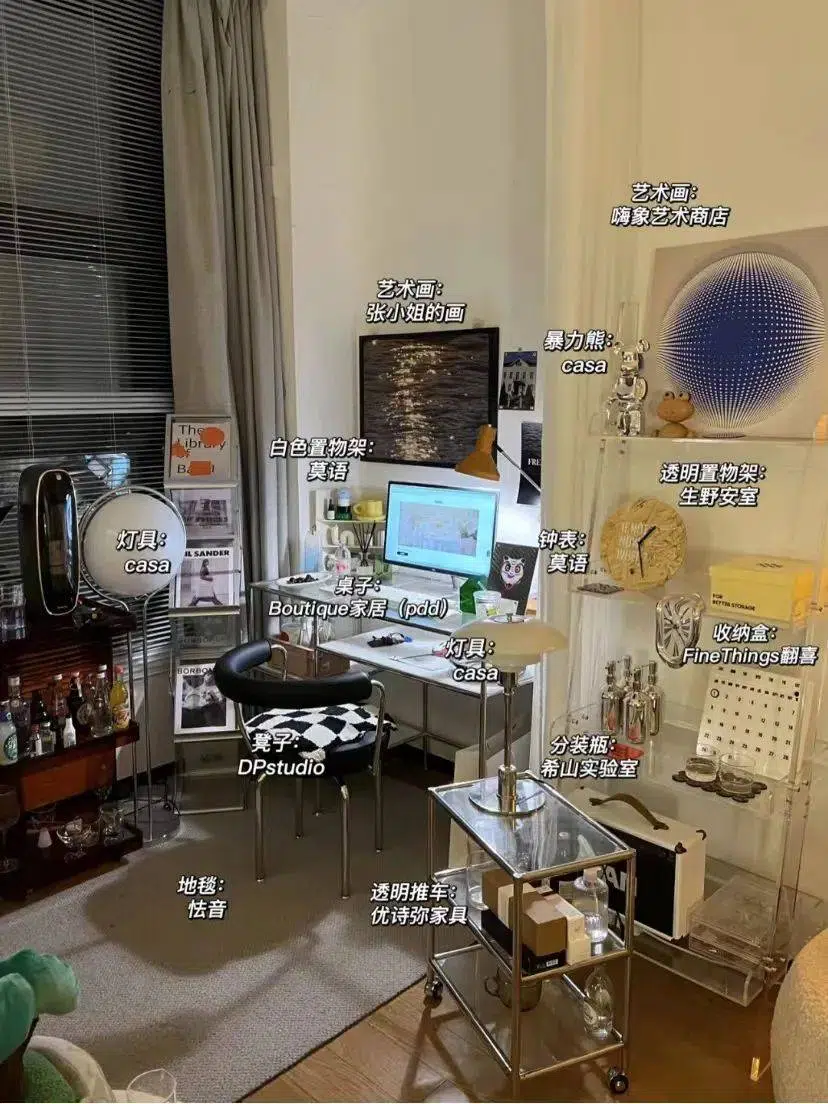 艺术画：
嗨象艺术商店
艺术画：
张小姐的画
暴力熊：
casa
白色置物架：
莫语
透明置物架：
生野安室
The
Library
of
灯具：
casa
钟表：
莫语
JIL SANDER
桌子：
Boutique家居（pdd）
FOR
BETTER STORAGE
收纳盒：
FineThings翻喜
灯具：
casa
凳子：
DPstudio
分装瓶：
希山实验室
地毯：
怯音
透明推车：
优诗弥家具